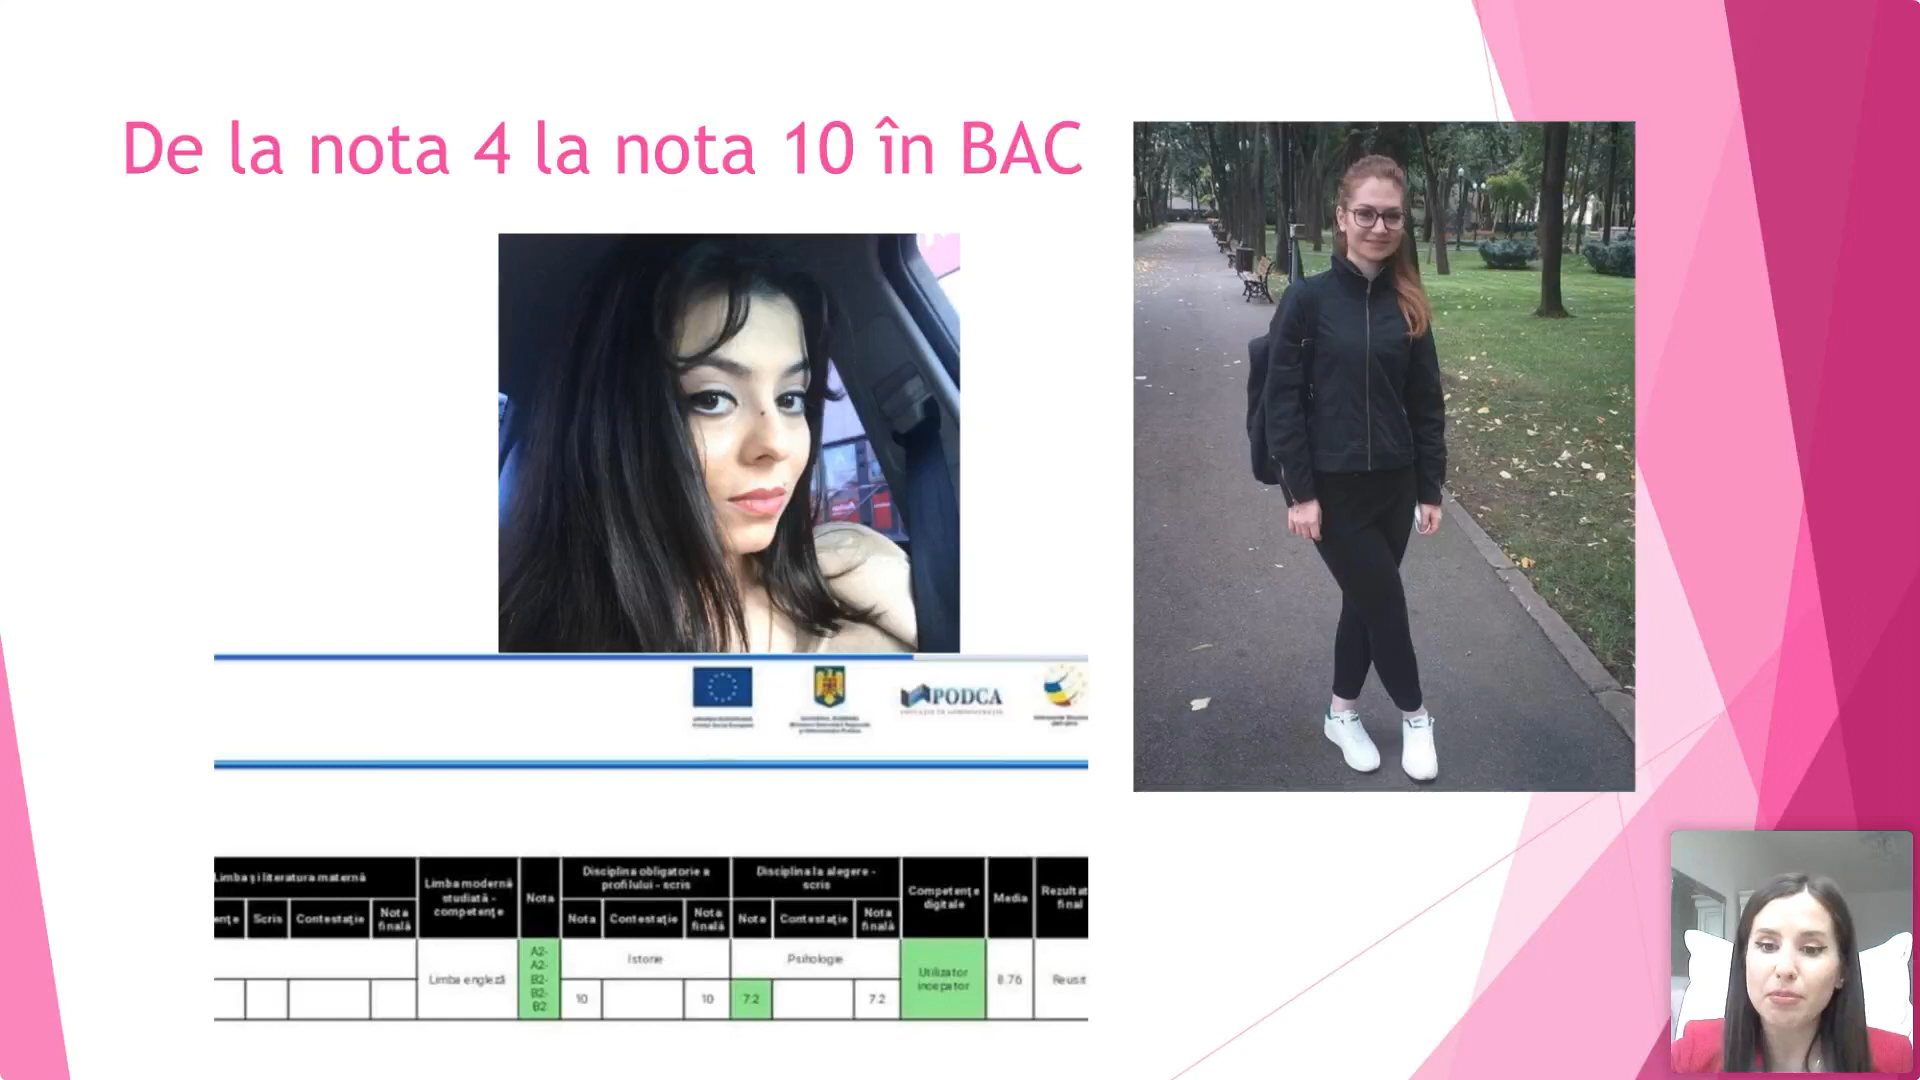 De la nota 4 la nota 10 în BAC
PODCA
Limba și literatura maternă
Limba modernă
studiată -
competențe
Nota
Disciplina obligatorie a
profilului - scris
Disciplina la alegere -
scris
Competențe
digitale
Media
Rezultat
final
Scris
Contestație
Nota
finală
Nota
Contestație
Nota
finală
Nota
Contestație
Nota
finală
Limba engleză
A2-
A2-
B2-
B2-
B2
Istorie
Psihologie
Utilizator
incepator
8.76
Reusit
10
10
7.2
7.2